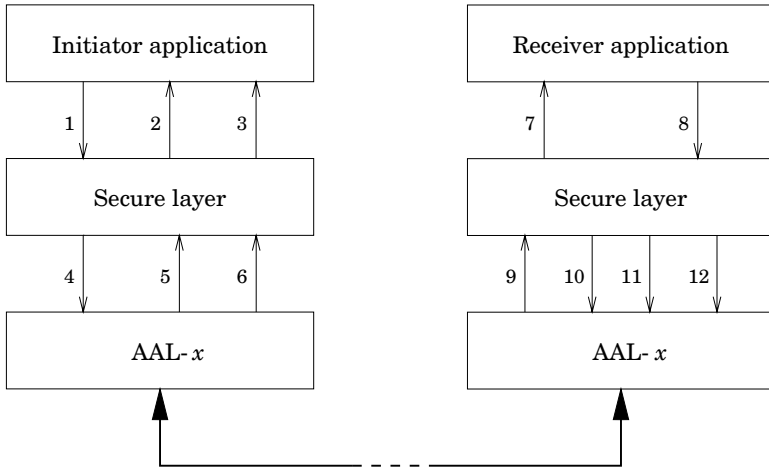 Initiator application
Receiver application
1
2
3
7
8
Secure layer
Secure layer
4
5
6
9
10
11
12
AAL- x
AAL- x